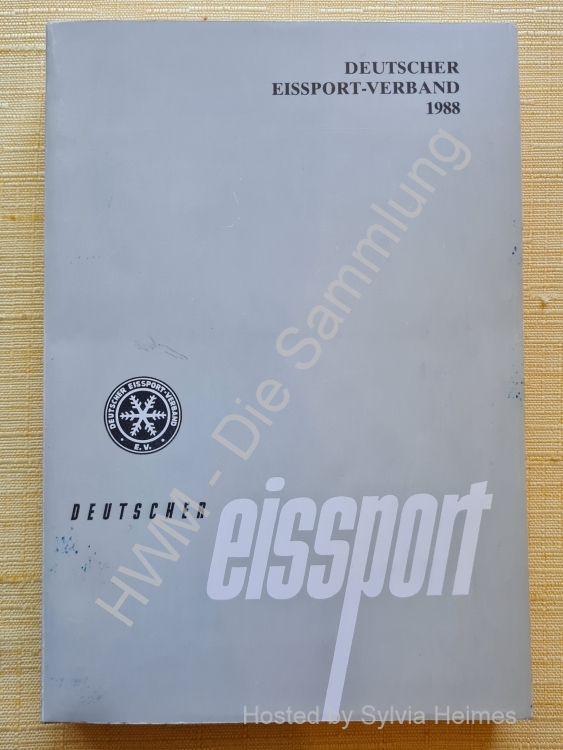 DEUTSCHER
EISSPORT-VERBAND
1988
HWM - Die Sammlung
DEUTSCHER EISSPORT-VERBAND
E.V.
DEUTSCHER eissport
Hosted by Sylvia Heimes